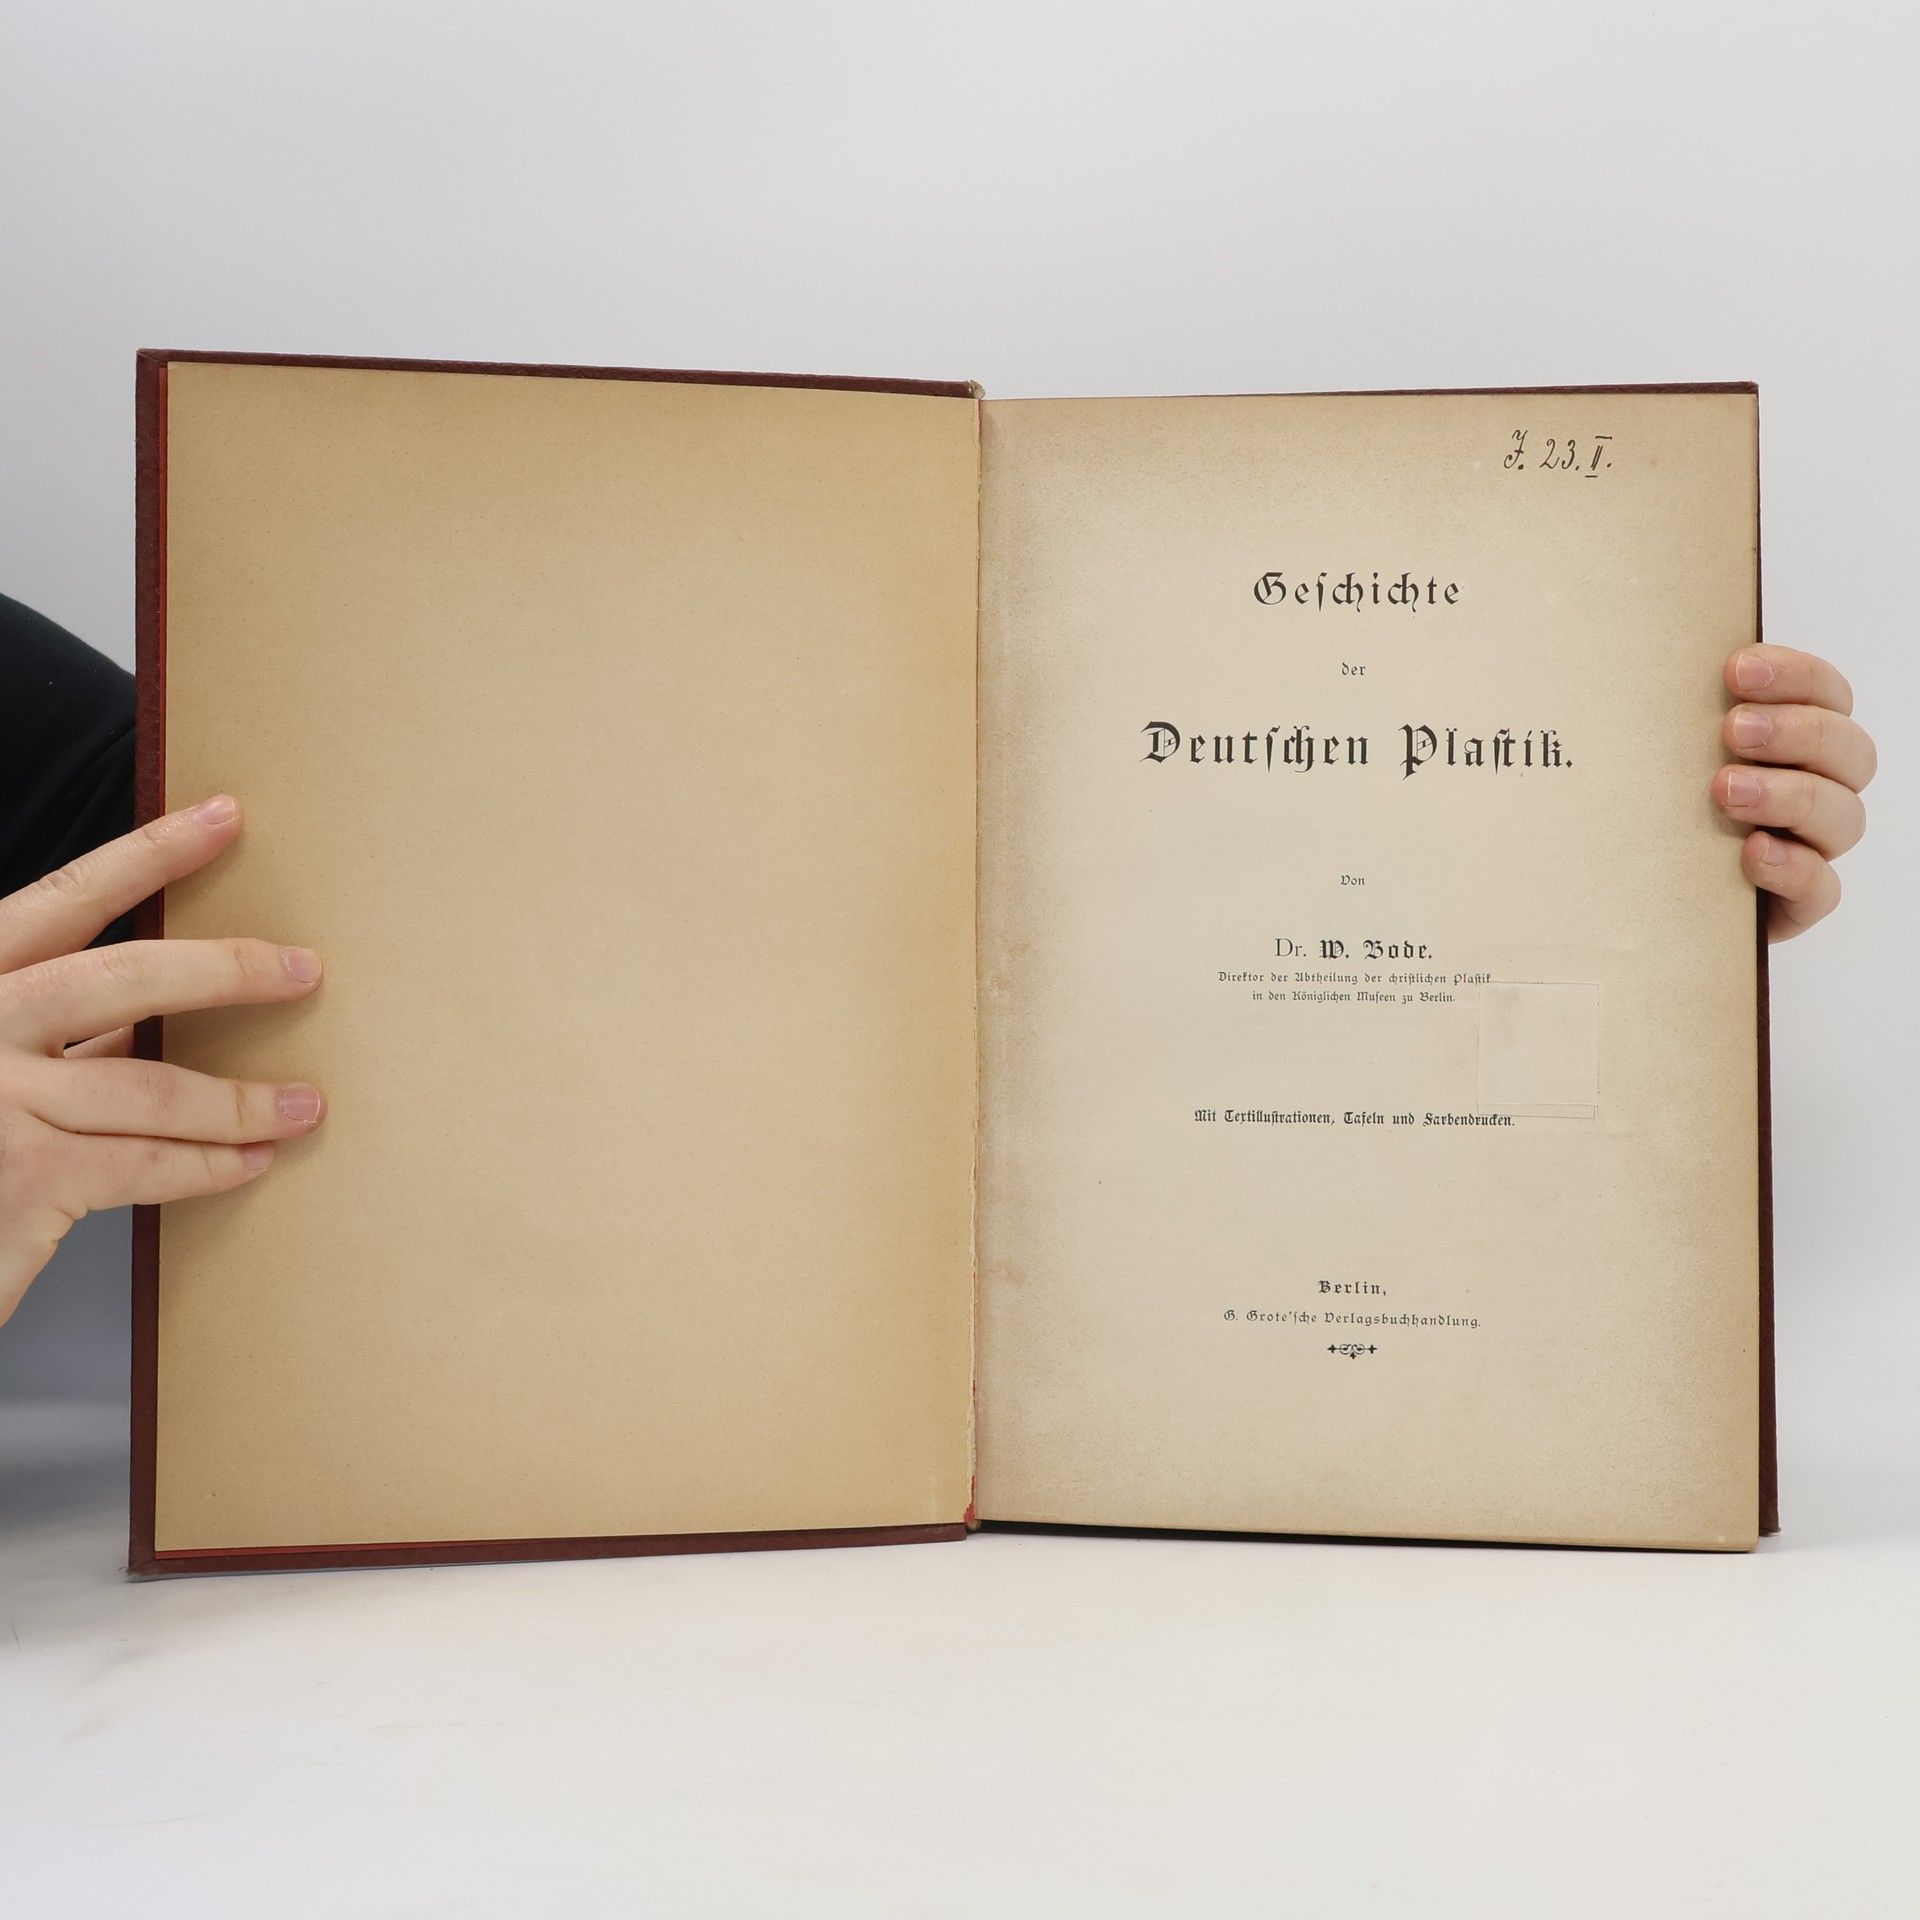 J. 23. II.
Geſchichte
der
Deutſchen Plaſtik.
Von
Dr. W. Bode.
Direktor der Abtheilung der chriſtlichen Plaſtik
in den Königlichen Muſeen zu Berlin.
Mit Textilluſtrationen, Tafeln und Farbendrucken.
Berlin,
G. Grote'ſche Verlagsbuchhandlung.